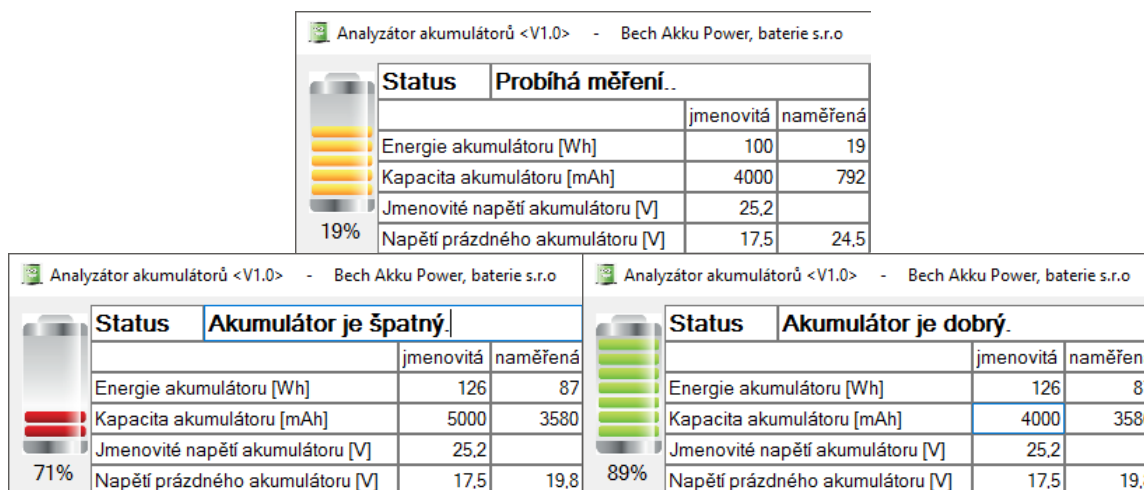 Analyzátor akumulátorů <V1.0> - Bech Akku Power, baterie s.r.o
Status Probíhá měření..
jmenovitá naměřená
Energie akumulátoru [Wh] 100 19
Kapacita akumulátoru [mAh] 4000 792
Jmenovité napětí akumulátoru [V] 25,2
19%
Napětí prázdného akumulátoru [V] 17,5 24,5
Analyzátor akumulátorů <V1.0> - Bech Akku Power, baterie s.r.o
Status Akumulátor je špatný.
jmenovitá naměřená
Energie akumulátoru [Wh] 126 87
Kapacita akumulátoru [mAh] 5000 3580
Jmenovité napětí akumulátoru [V] 25,2
71%
Napětí prázdného akumulátoru [V] 17,5 19,8
Analyzátor akumulátorů <V1.0> - Bech Akku Power, baterie s.r.o
Status Akumulátor je dobrý.
jmenovitá naměřen
Energie akumulátoru [Wh] 126 8
Kapacita akumulátoru [mAh] 4000 358
Jmenovité napětí akumulátoru [V] 25,2
89%
Napětí prázdného akumulátoru [V] 17,5 19,